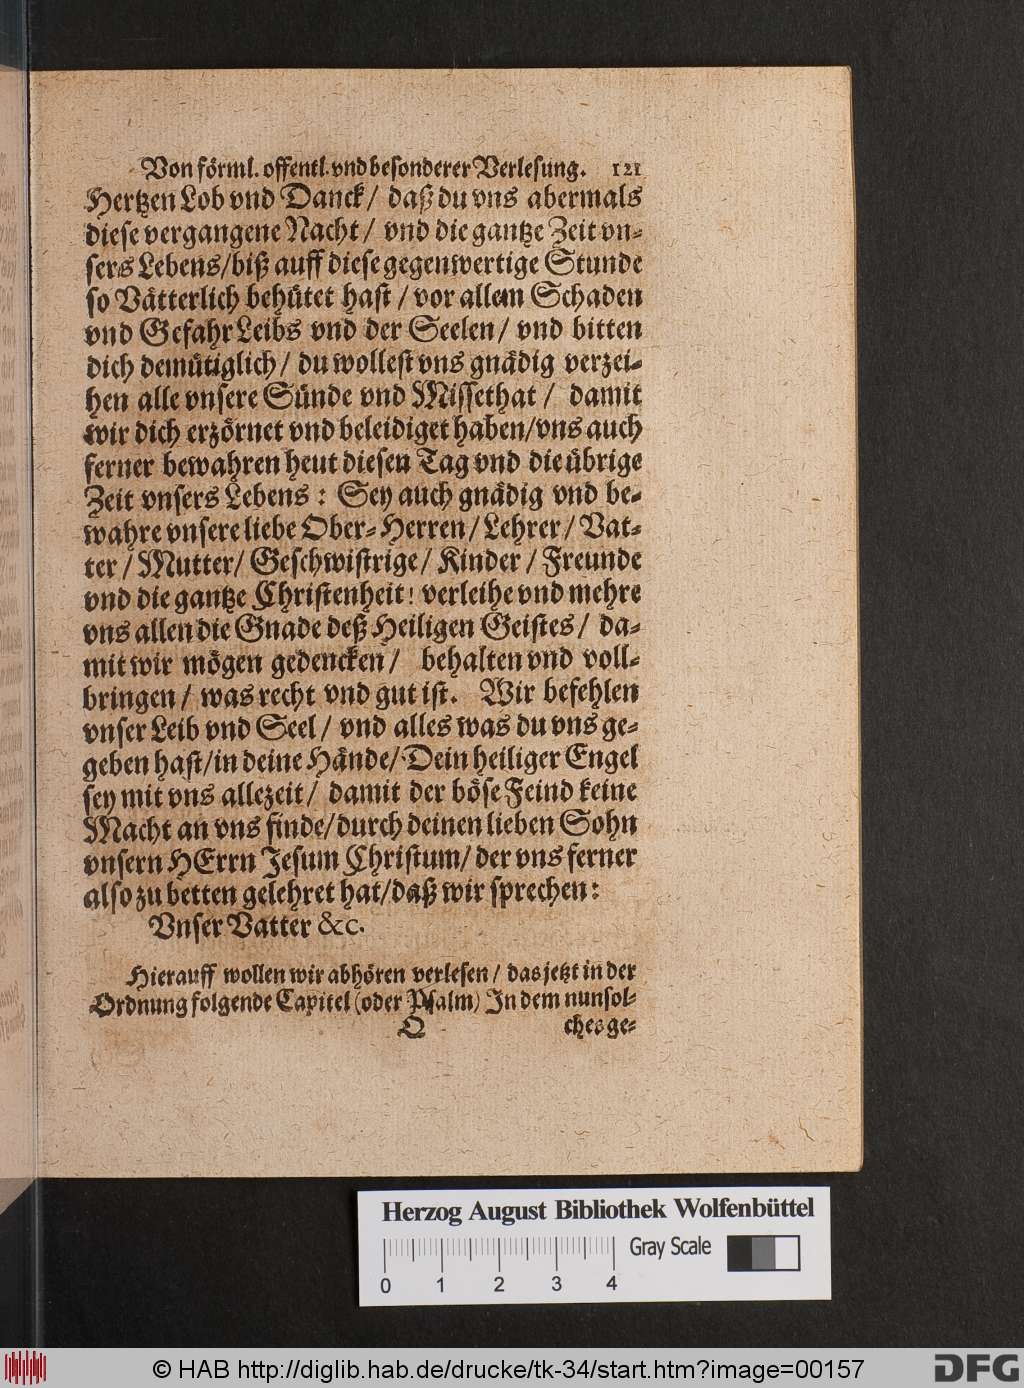 Von förml. offentl. vnd besonderer Verlesung. 121
Hertzen Lob vnd Danck / daß du vns abermals
diese vergangene Nacht / vnd die gantze Zeit vn-
sers Lebens/biß auff diese gegenwertige Stunde
so Vätterlich behütet hast / vor allem Schaden
vnd Gefahr Leibs vnd der Seelen / vnd bitten
dich demütiglich / du wollest vns gnädig verzei-
hen alle vnsere Sünde vnd Missethat / damit
wir dich erzörnet vnd beleidiget haben/vns auch
ferner bewahren heut diesen Tag vnd die übrige
Zeit vnsers Lebens : Sey auch gnädig vnd be-
wahre vnsere liebe Ober-Herren / Lehrer / Vat-
ter / Mutter/ Geschwistrige / Kinder / Freunde
vnd die gantze Christenheit! verleihe vnd mehre
vns allen die Gnade deß Heiligen Geistes / da-
mit wir mögen gedencken / behalten vnd voll-
bringen / was recht vnd gut ist. Wir befehlen
vnser Leib vnd Seel / vnd alles was du vns ge-
geben hast/in deine Hände/ Dein heiliger Engel
sey mit vns allezeit / damit der böse Feind keine
Macht an vns finde/durch deinen lieben Sohn
vnsern HErrn Jesum Christum/ der vns ferner
also zu betten gelehret hat/daß wir sprechen:
Vnser Vatter &c.
Hierauff wollen wir abhören verlesen / das jetzt in der
Ordnung folgende Capitel (oder Psalm) In dem nun sol-
Q ches ge-
Herzog August Bibliothek Wolfenbüttel
Gray Scale
0 1 2 3 4
© HAB http://diglib.hab.de/drucke/tk-34/start.htm?image=00157
DFG